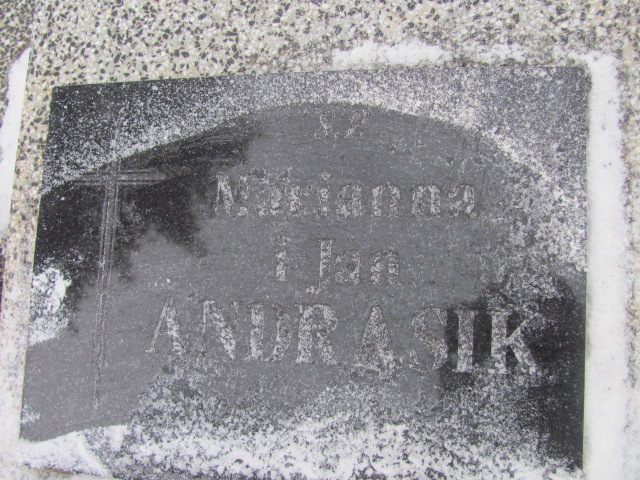 Ś.P.
Marianna
i Jan
ANDRASIK